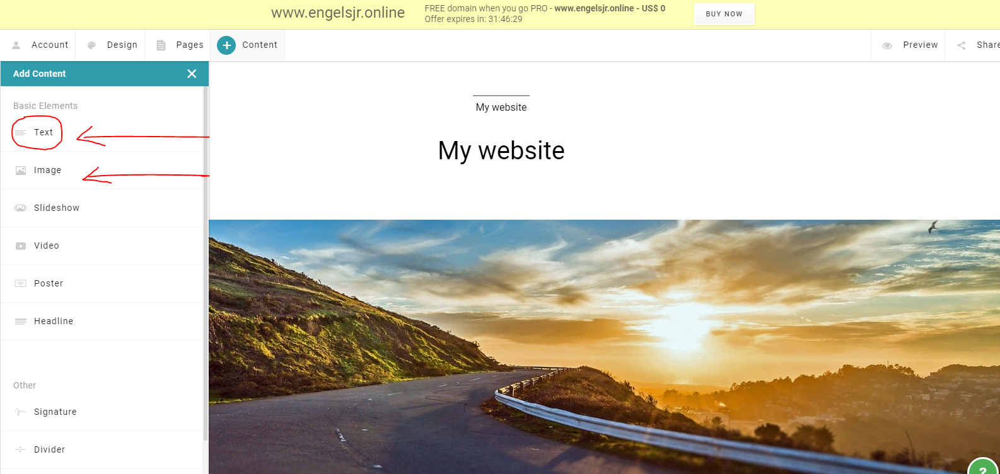 www.engelsjr.online
FREE domain when you go PRO - www.engelsjr.online - US$ 0
Offer expires in: 31:46:29
BUY NOW
Account
Design
Pages
Content
Preview
Share
Add Content
Basic Elements
Text
Image
Slideshow
Video
Poster
Headline
Other
Signature
Divider
My website
My website
?